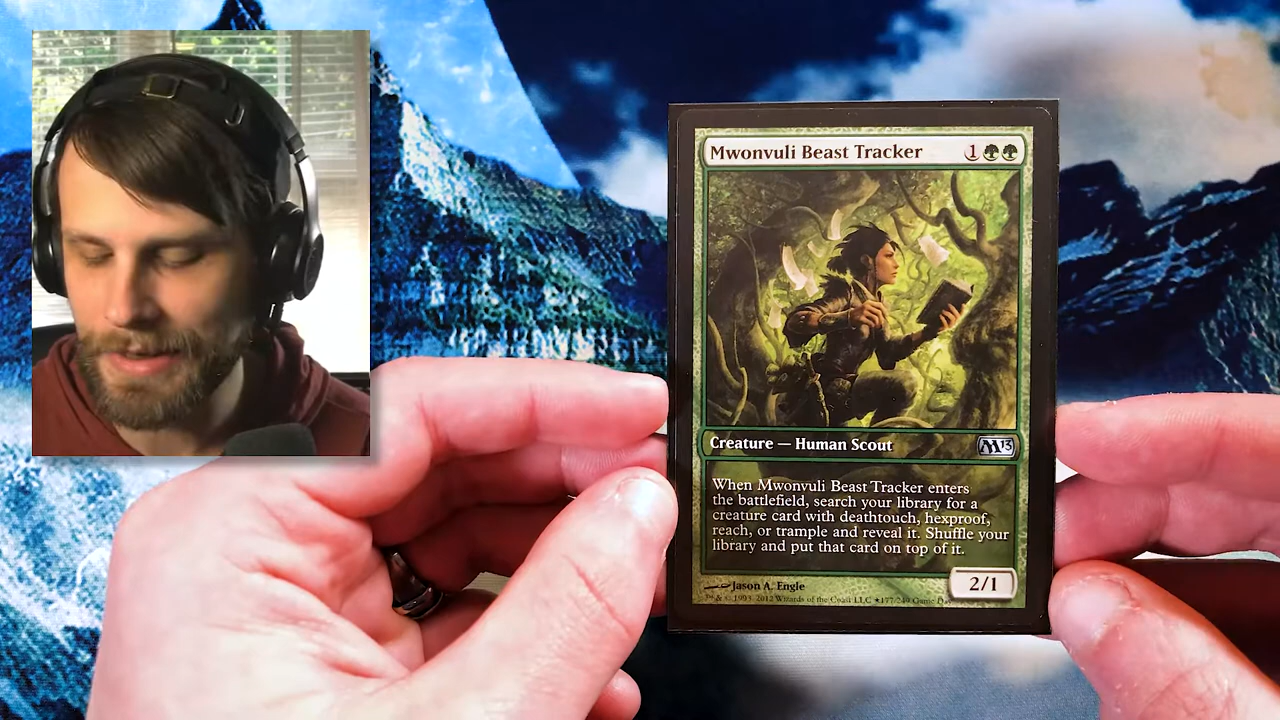 Mwonvuli Beast Tracker 1
Creature — Human Scout M13
When Mwonvuli Beast Tracker enters
the battlefield, search your library for a
creature card with deathtouch, hexproof,
reach, or trample and reveal it. Shuffle your
library and put that card on top of it.
2/1
Jason A. Engle
™ & © 1993-2012 Wizards of the Coast LLC ★177/249 Game